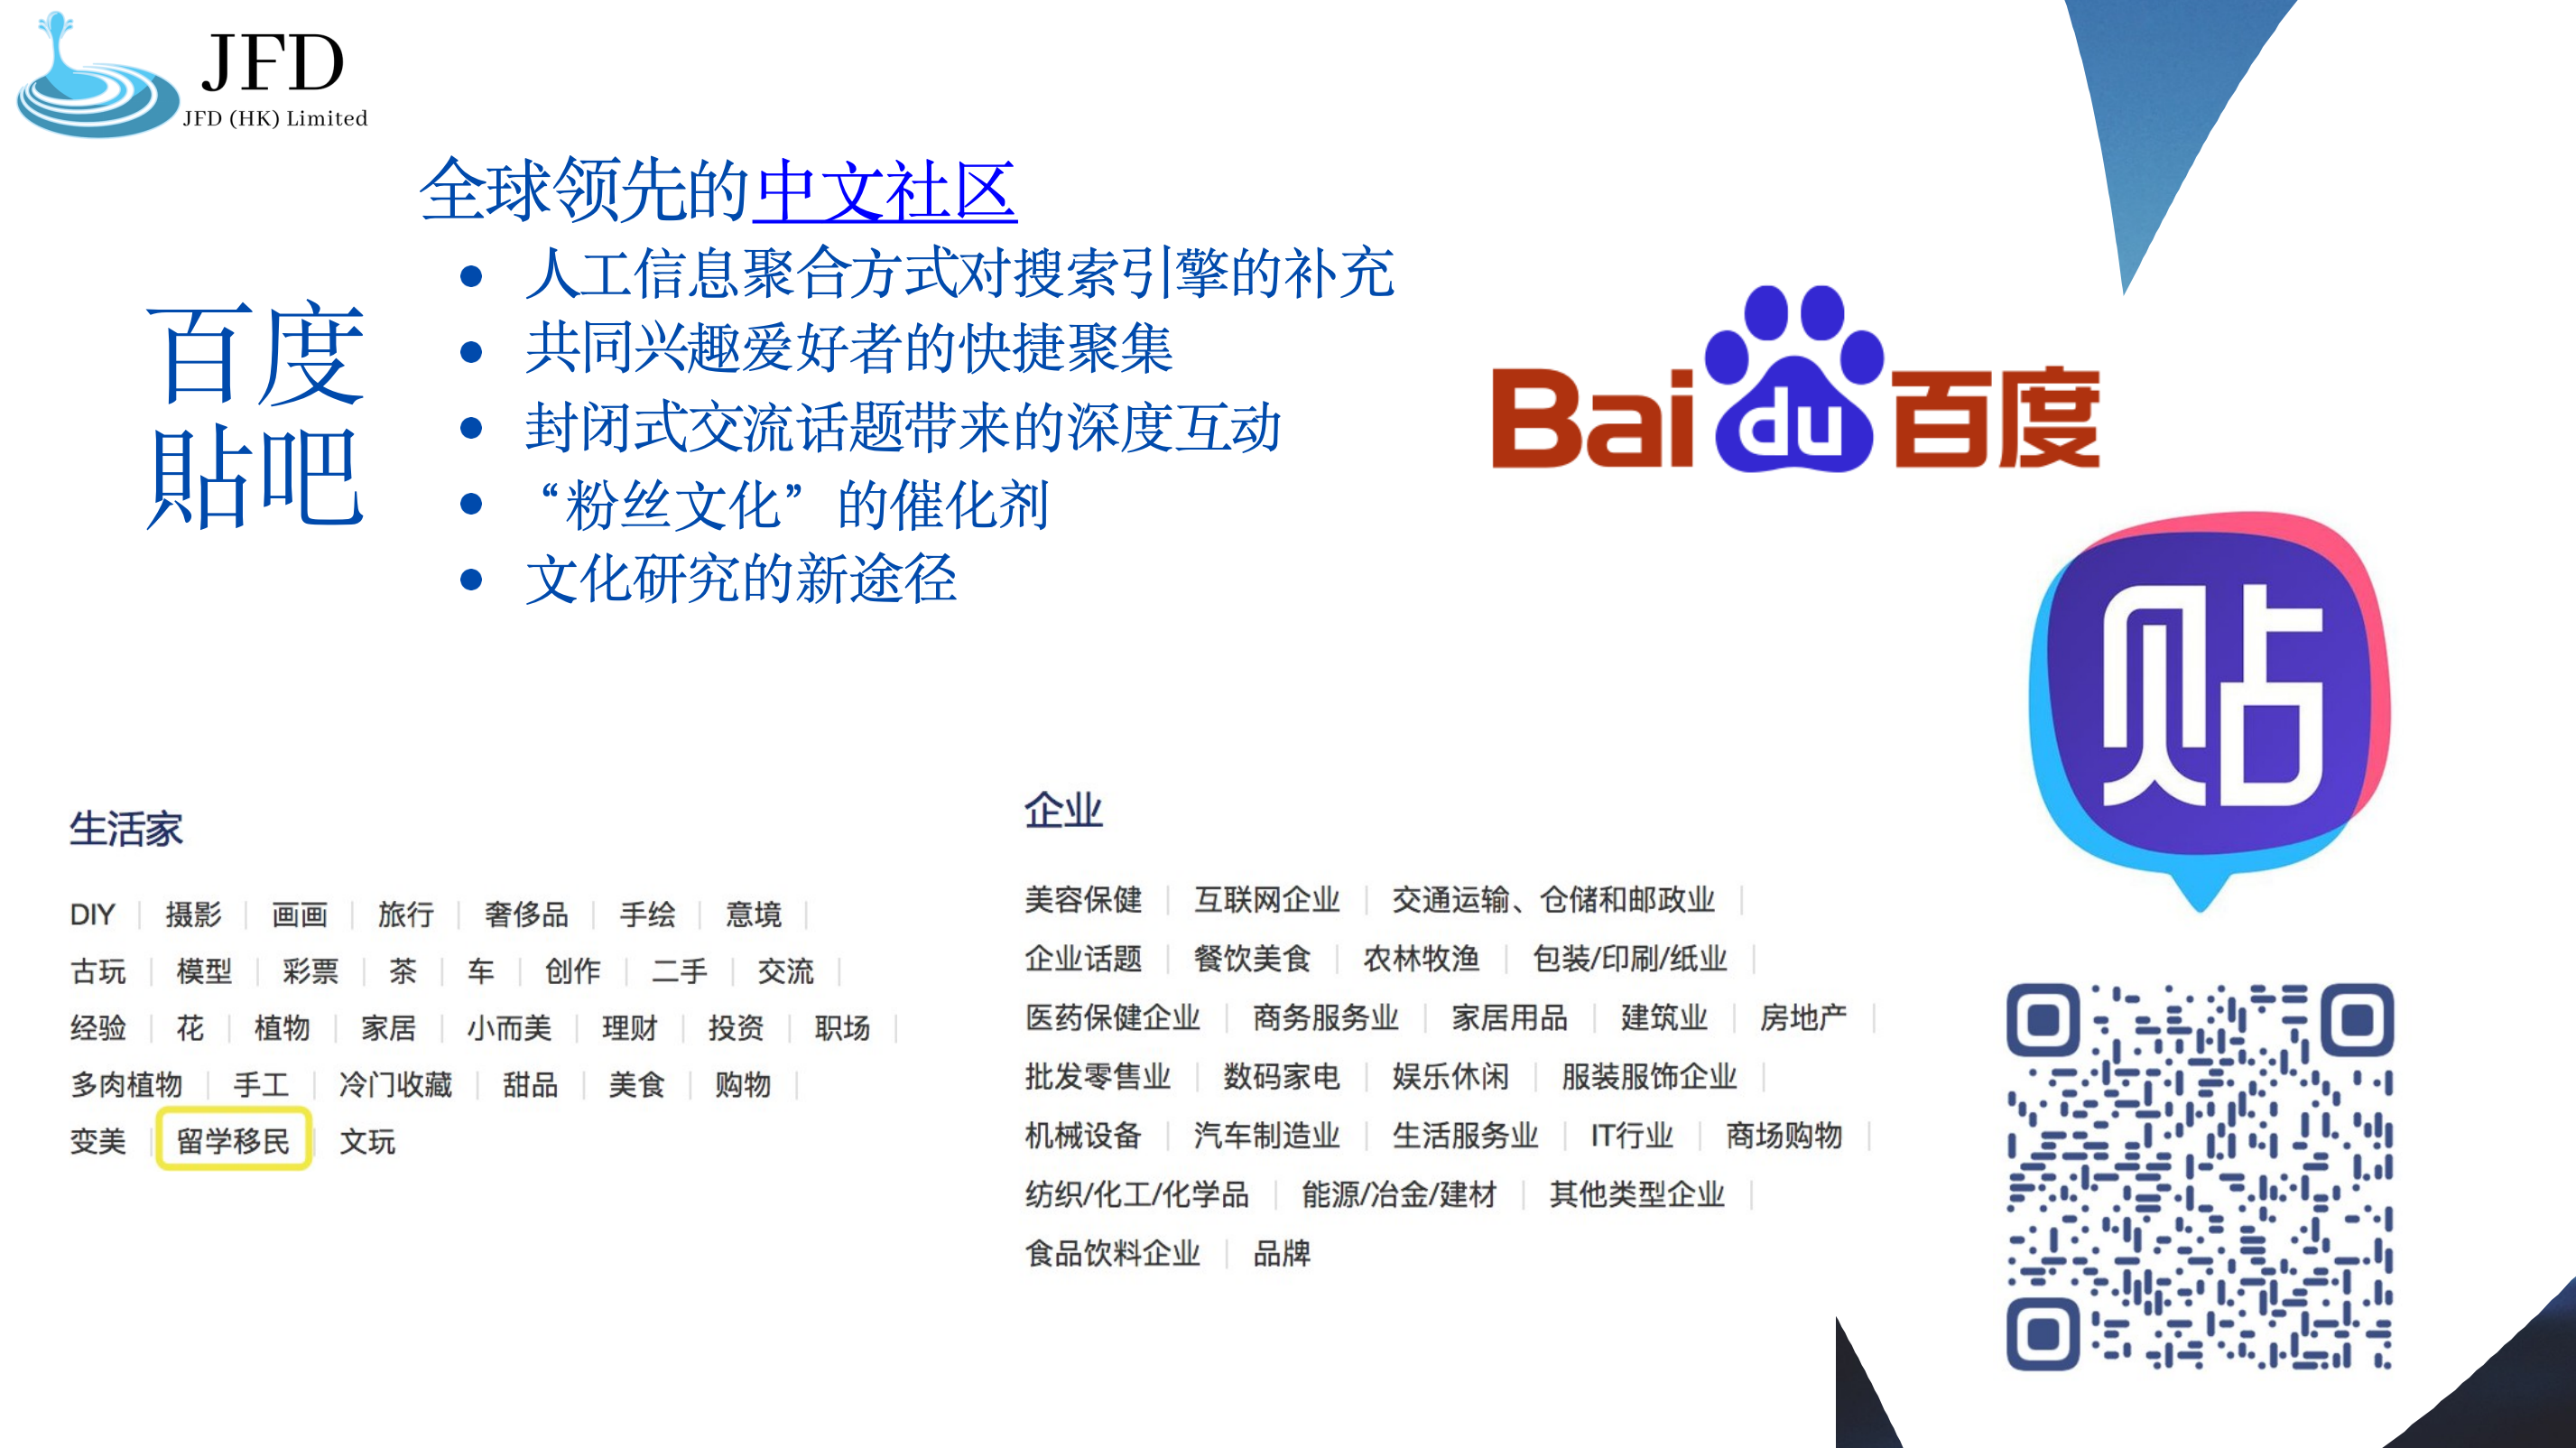 JFD
JFD (HK) Limited
百度
貼吧
全球领先的中文社区
人工信息聚合方式对搜索引擎的补充
共同兴趣爱好者的快捷聚集
封闭式交流话题带来的深度互动
“粉丝文化”的催化剂
文化研究的新途径
Bai du 百度
贴
生活家
DIY | 摄影 | 画画 | 旅行 | 奢侈品 | 手绘 | 意境 |
古玩 | 模型 | 彩票 | 茶 | 车 | 创作 | 二手 | 交流 |
经验 | 花 | 植物 | 家居 | 小而美 | 理财 | 投资 | 职场 |
多肉植物 | 手工 | 冷门收藏 | 甜品 | 美食 | 购物 |
变美 | 留学移民 | 文玩
企业
美容保健 | 互联网企业 | 交通运输、仓储和邮政业 |
企业话题 | 餐饮美食 | 农林牧渔 | 包装/印刷/纸业 |
医药保健企业 | 商务服务业 | 家居用品 | 建筑业 | 房地产 |
批发零售业 | 数码家电 | 娱乐休闲 | 服装服饰企业 |
机械设备 | 汽车制造业 | 生活服务业 | IT行业 | 商场购物 |
纺织/化工/化学品 | 能源/冶金/建材 | 其他类型企业 |
食品饮料企业 | 品牌